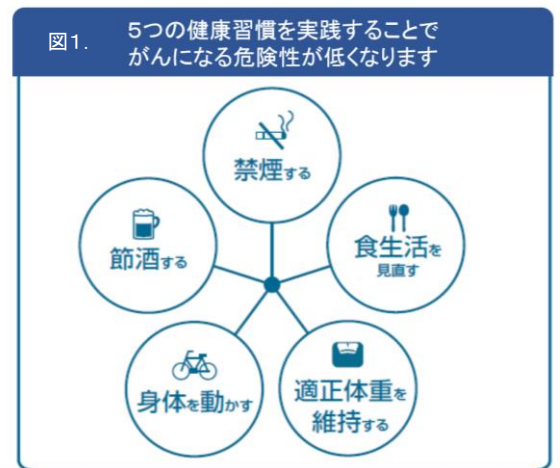 図1.
5つの健康習慣を実践することで
がんになる危険性が低くなります
禁煙する
節酒する
食生活を
見直す
身体を動かす
適正体重を
維持する